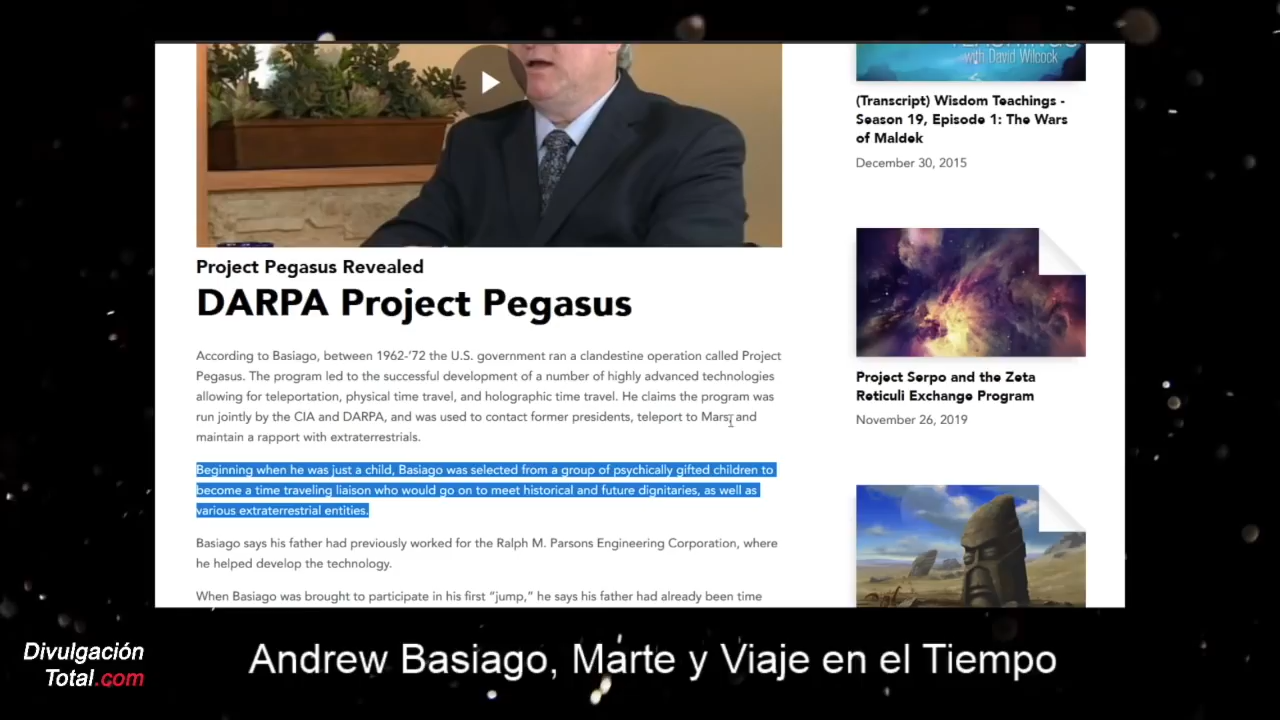 TEACHINGS
with David Wilcock
(Transcript) Wisdom Teachings -
Season 19, Episode 1: The Wars
of Maldek
December 30, 2015
Project Pegasus Revealed
DARPA Project Pegasus
According to Basiago, between 1962-'72 the U.S. government ran a clandestine operation called Project
Pegasus. The program led to the successful development of a number of highly advanced technologies
allowing for teleportation, physical time travel, and holographic time travel. He claims the program was
run jointly by the CIA and DARPA, and was used to contact former presidents, teleport to Mars, and
maintain a rapport with extraterrestrials.
Beginning when he was just a child, Basiago was selected from a group of psychically gifted children to
become a time traveling liaison who would go on to meet historical and future dignitaries, as well as
various extraterrestrial entities.
Basiago says his father had previously worked for the Ralph M. Parsons Engineering Corporation, where
he helped develop the technology.
When Basiago was brought to participate in his first “jump,” he says his father had already been time
Project Serpo and the Zeta
Reticuli Exchange Program
November 26, 2019
Divulgación
Total.com
Andrew Basiago, Marte y Viaje en el Tiempo